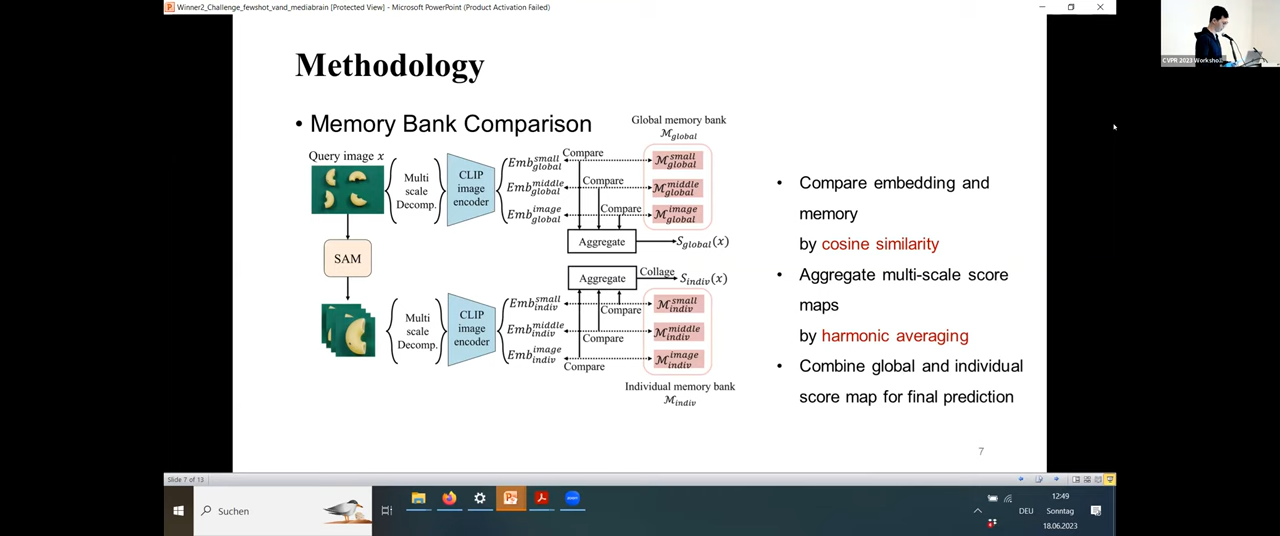 Winner2_Challenge_fewshot_vand_mediabrain [Protected View] - Microsoft PowerPoint (Product Activation Failed)
CVPR 2023 Worksho
Methodology
• Memory Bank Comparison
Query image x
Multi
scale
Decomp.
CLIP
image
encoder
Emb^small_global
Emb^middle_global
Emb^image_global
Compare
Compare
Compare
Global memory bank
ℳ_global
ℳ^small_global
ℳ^middle_global
ℳ^image_global
Aggregate
S_global(x)
SAM
Aggregate
Collage
S_indiv(x)
Multi
scale
Decomp.
CLIP
image
encoder
Emb^small_indiv
Emb^middle_indiv
Emb^image_indiv
Compare
Compare
Compare
ℳ^small_indiv
ℳ^middle_indiv
ℳ^image_indiv
Individual memory bank
ℳ_indiv
• Compare embedding and
memory
by cosine similarity
• Aggregate multi-scale score
maps
by harmonic averaging
• Combine global and individual
score map for final prediction
7
Slide 7 of 13
Suchen
DEU
12:49
Sonntag
18.06.2023